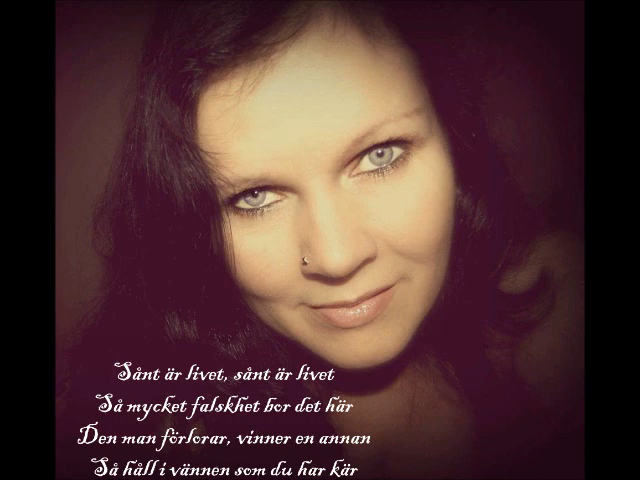 Sånt är livet, sånt är livet
Så mycket falskhet bor det här
Den man förlorar, vinner en annan
Så håll i vännen som du har kär